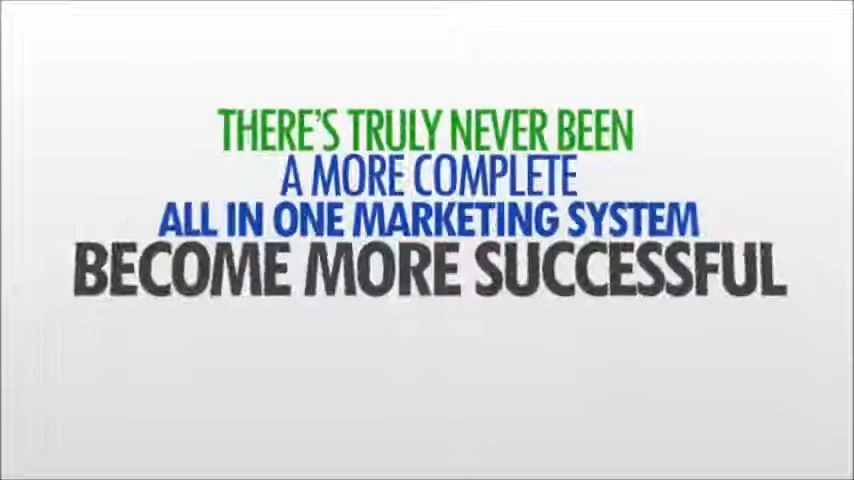 THERE'S TRULY NEVER BEEN
A MORE COMPLETE
ALL IN ONE MARKETING SYSTEM
BECOME MORE SUCCESSFUL